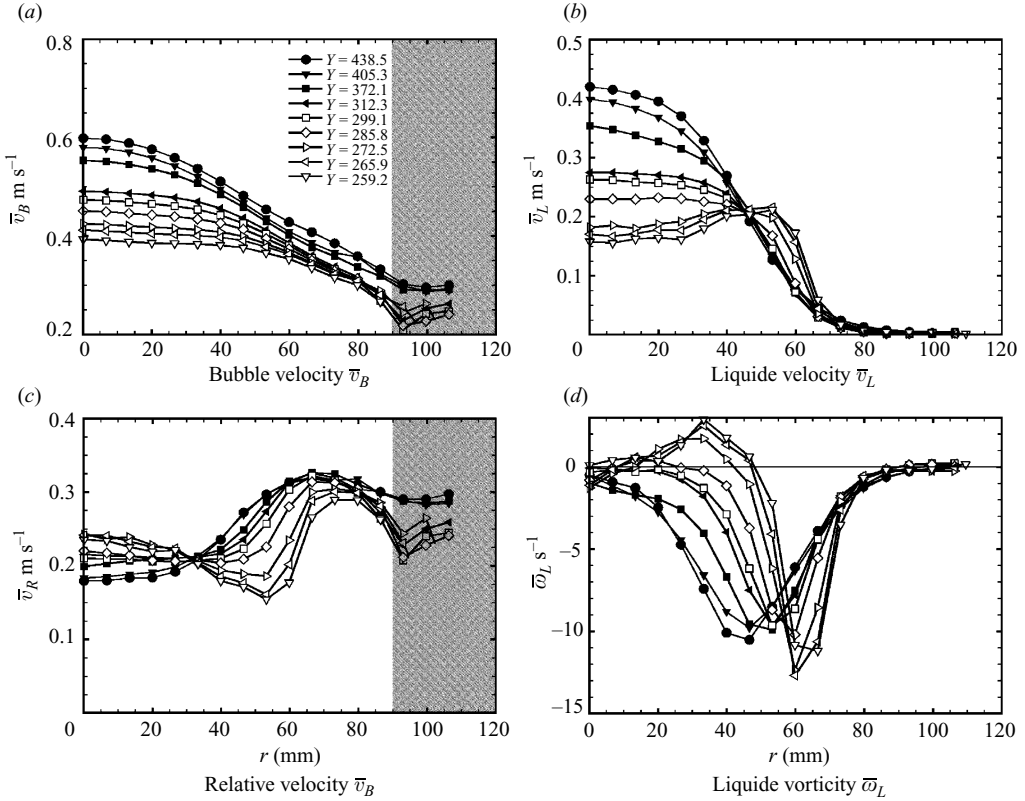 (a)
0.8
0.6
0.4
0.2
v̅_B m s⁻¹
Y = 438.5
Y = 405.3
Y = 372.1
Y = 312.3
Y = 299.1
Y = 285.8
Y = 272.5
Y = 265.9
Y = 259.2
0 20 40 60 80 100 120
Bubble velocity v̅_B
(b)
0.5
0.4
0.3
0.2
0.1
v̅_L m s⁻¹
0 20 40 60 80 100 120
Liquide velocity v̅_L
(c)
0.4
0.3
0.2
0.1
v̅_R m s⁻¹
0 20 40 60 80 100 120
r (mm)
Relative velocity v̅_B
(d)
0
−5
−10
−15
ω̅_L s⁻¹
0 20 40 60 80 100 120
r (mm)
Liquide vorticity ω̅_L